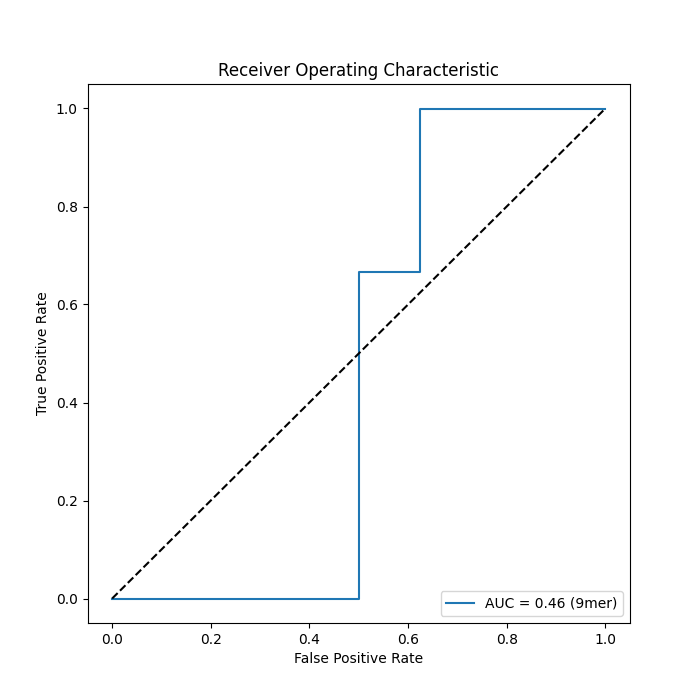 Receiver Operating Characteristic
True Positive Rate
1.0
0.8
0.6
0.4
0.2
0.0
AUC = 0.46 (9mer)
0.0 0.2 0.4 0.6 0.8 1.0
False Positive Rate